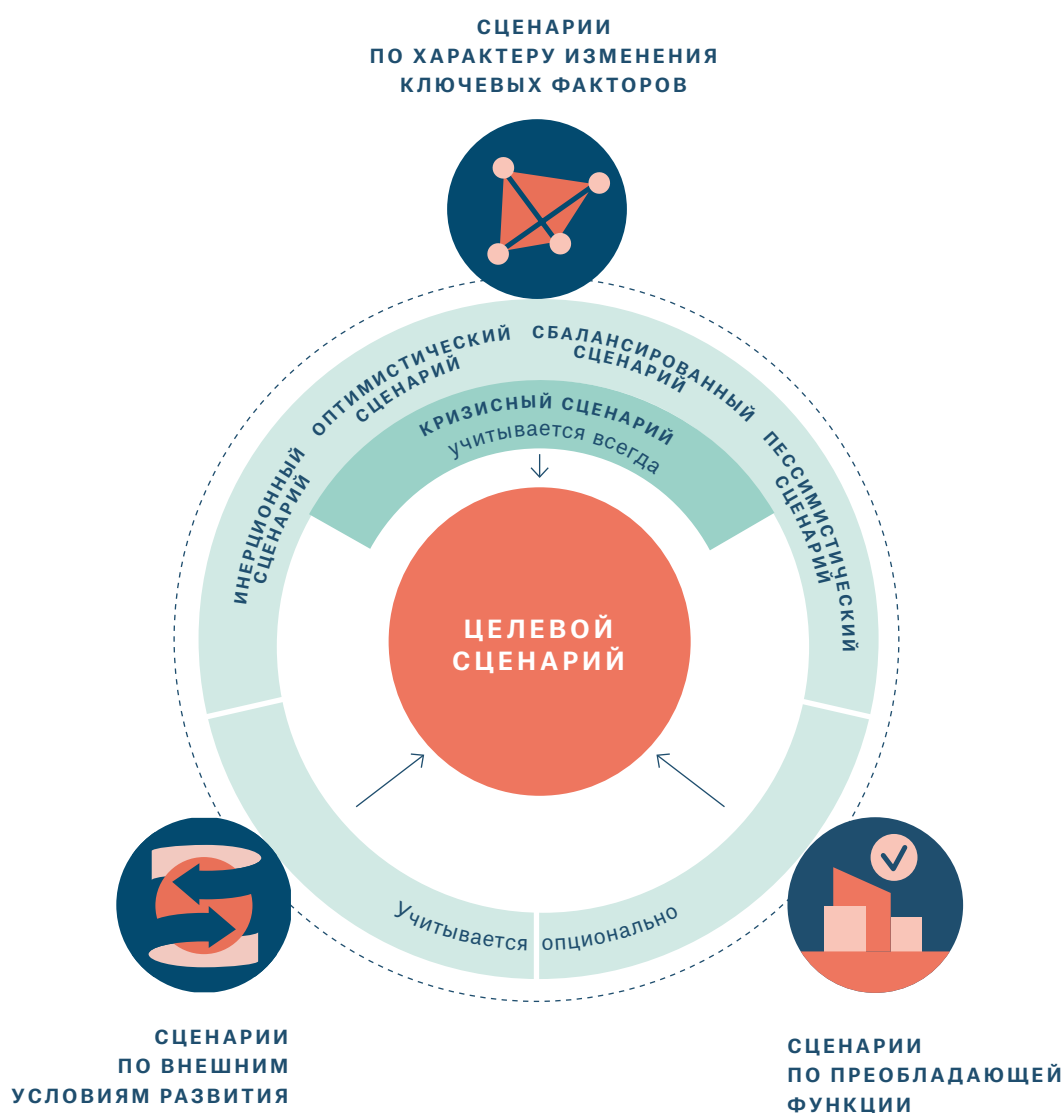 СЦЕНАРИИ
ПО ХАРАКТЕРУ ИЗМЕНЕНИЯ
КЛЮЧЕВЫХ ФАКТОРОВ
ИНЕРЦИОННЫЙ
СЦЕНАРИЙ
ОПТИМИСТИЧЕСКИЙ
СЦЕНАРИЙ
СБАЛАНСИРОВАННЫЙ
СЦЕНАРИЙ
ПЕССИМИСТИЧЕСКИЙ
СЦЕНАРИЙ
КРИЗИСНЫЙ СЦЕНАРИЙ
учитывается всегда
ЦЕЛЕВОЙ
СЦЕНАРИЙ
Учитывается опционально
СЦЕНАРИИ
ПО ВНЕШНИМ
УСЛОВИЯМ РАЗВИТИЯ
СЦЕНАРИИ
ПО ПРЕОБЛАДАЮЩЕЙ
ФУНКЦИИ